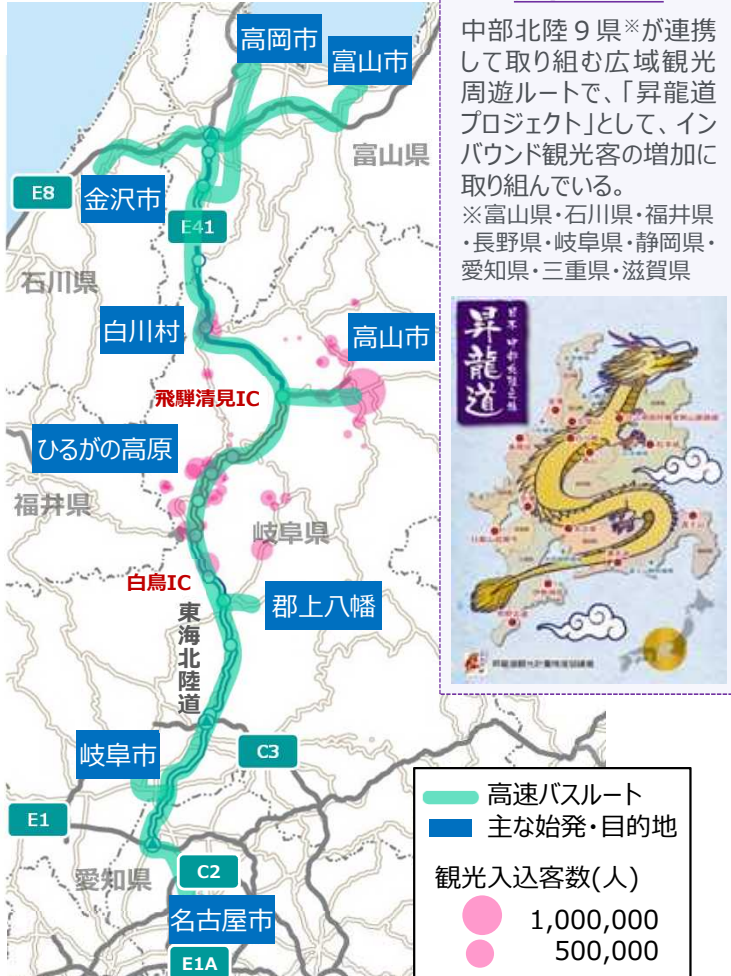 高岡市
富山市
富山県
E8
金沢市
E41
石川県
白川村
高山市
飛騨清見IC
ひるがの高原
福井県
岐阜県
白鳥IC
郡上八幡
東海北陸道
岐阜市
C3
E1
愛知県
C2
名古屋市
E1A
中部北陸9県※が連携
して取り組む広域観光
周遊ルートで、「昇龍道
プロジェクト」として、イン
バウンド観光客の増加に
取り組んでいる。
※富山県・石川県・福井県
・長野県・岐阜県・静岡県・
愛知県・三重県・滋賀県
昇龍道
高速バスルート
主な始発・目的地
観光入込客数(人)
1,000,000
500,000